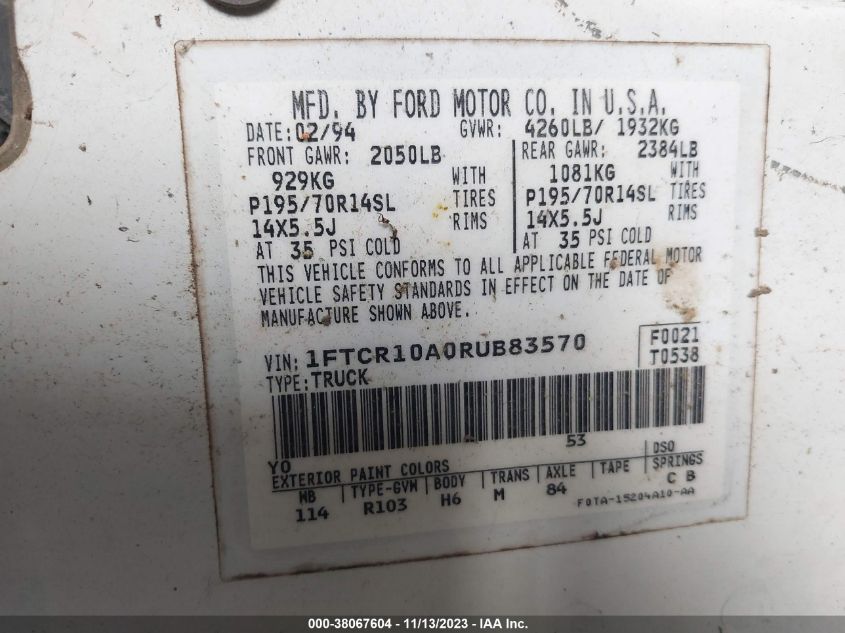 MFD. BY FORD MOTOR CO. IN U.S.A.
DATE: 02/94 GVWR: 4260LB/ 1932KG
FRONT GAWR: 2050LB REAR GAWR: 2384LB
929KG WITH 1081KG WITH
P195/70R14SL TIRES P195/70R14SL TIRES
14X5.5J RIMS 14X5.5J RIMS
AT 35 PSI COLD AT 35 PSI COLD
THIS VEHICLE CONFORMS TO ALL APPLICABLE FEDERAL MOTOR
VEHICLE SAFETY STANDARDS IN EFFECT ON THE DATE OF
MANUFACTURE SHOWN ABOVE.
VIN: 1FTCR10A0RUB83570 F0021
TYPE: TRUCK T0538
53
YO DSO
EXTERIOR PAINT COLORS
WB TYPE-GVW BODY TRANS AXLE TAPE SPRINGS
114 R103 H6 M 84 C B
F0TA-15204A10-AA
000-38067604 - 11/13/2023 - IAA Inc.